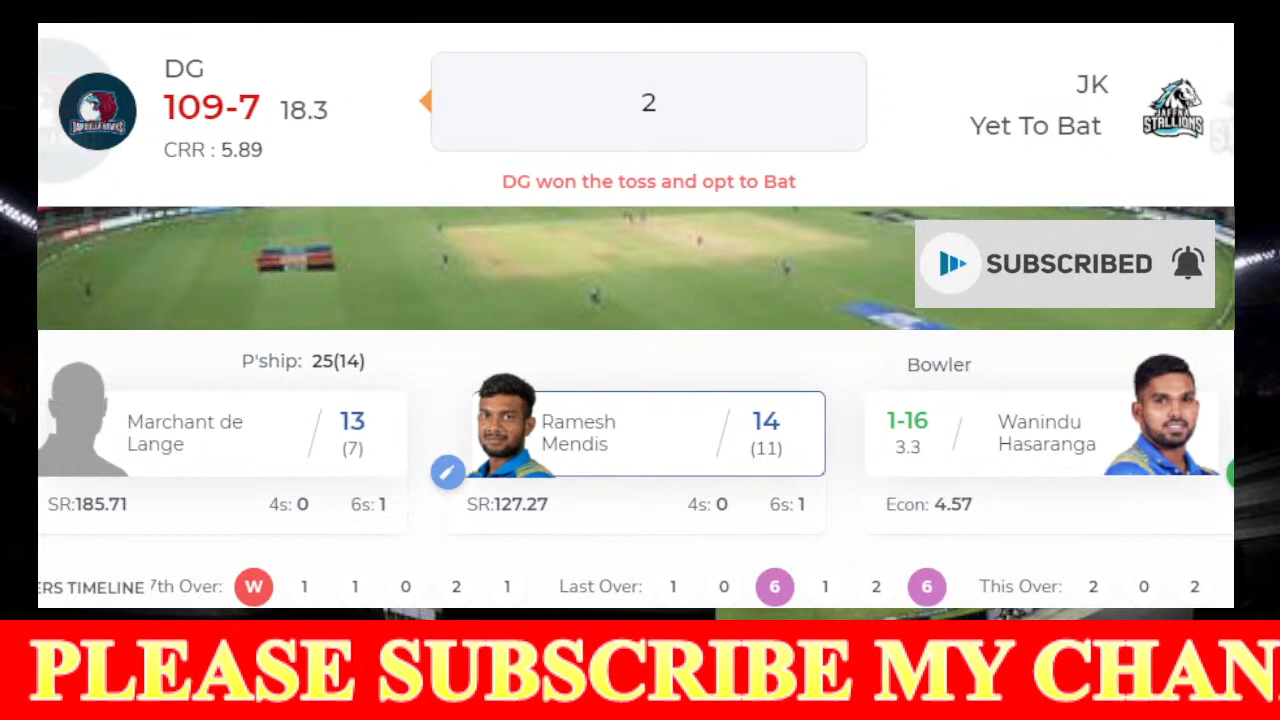 DG
109-7 18.3
CRR : 5.89
2
JK
Yet To Bat
DAMBULLA HAWKS
JAFFNA
STALLIONS
DG won the toss and opt to Bat
SUBSCRIBED
P'ship: 25(14)
Bowler
Marchant de
Lange
13
(7)
Ramesh
Mendis
14
(11)
1-16
3.3
Wanindu
Hasaranga
SR:185.71 4s: 0 6s: 1
SR:127.27 4s: 0 6s: 1
Econ: 4.57
ERS TIMELINE 7th Over: W 1 1 0 2 1 Last Over: 1 0 6 1 2 6 This Over: 2 0 2
PLEASE SUBSCRIBE MY CHAN